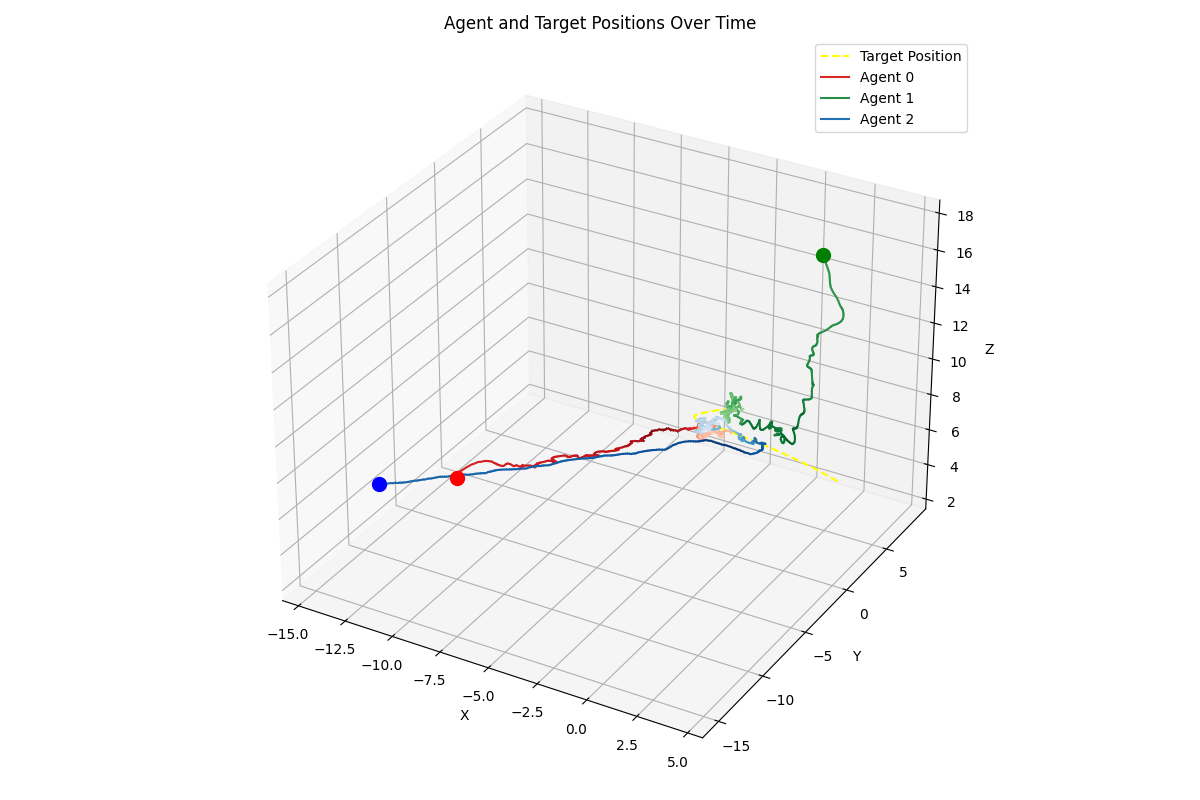 Agent and Target Positions Over Time
Target Position
Agent 0
Agent 1
Agent 2
18
16
14
12
10
8
6
4
2
Z
5
0
−5
−10
−15
Y
−15.0
−12.5
−10.0
−7.5
−5.0
−2.5
0.0
2.5
5.0
X